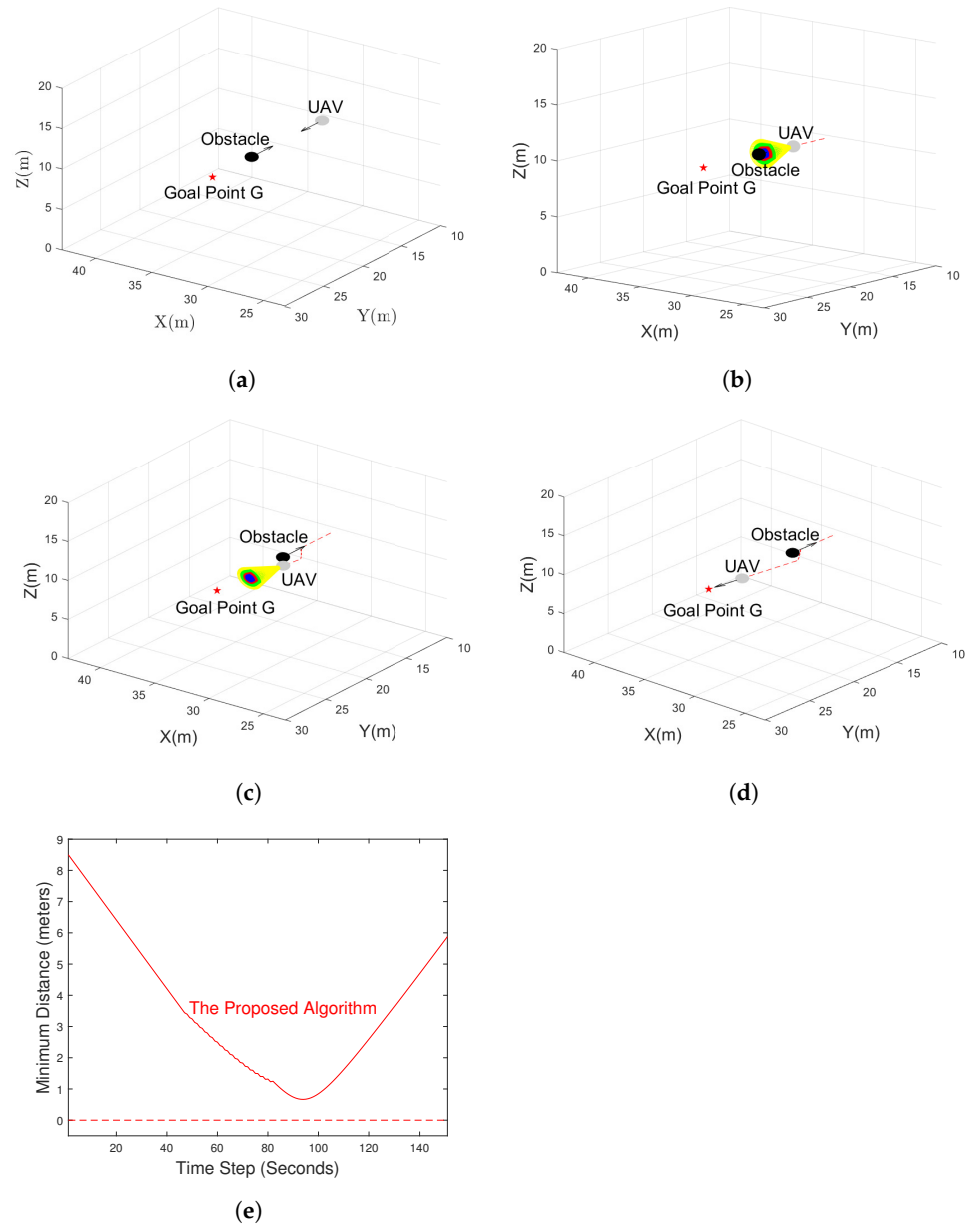 20
15
10
5
0
Z(m)
UAV
Obstacle
Goal Point G
40
35
30
25
X(m)
10
15
20
25
30
Y(m)
(a)
20
15
10
5
0
Z(m)
UAV
Obstacle
Goal Point G
40
35
30
25
X(m)
10
15
20
25
30
Y(m)
(b)
20
15
10
5
0
Z(m)
Obstacle
UAV
Goal Point G
40
35
30
25
X(m)
10
15
20
25
30
Y(m)
(c)
20
15
10
5
0
Z(m)
Obstacle
UAV
Goal Point G
40
35
30
25
X(m)
10
15
20
25
30
Y(m)
(d)
9
8
7
6
5
4
3
2
1
0
Minimum Distance (meters)
The Proposed Algorithm
20
40
60
80
100
120
140
Time Step (Seconds)
(e)